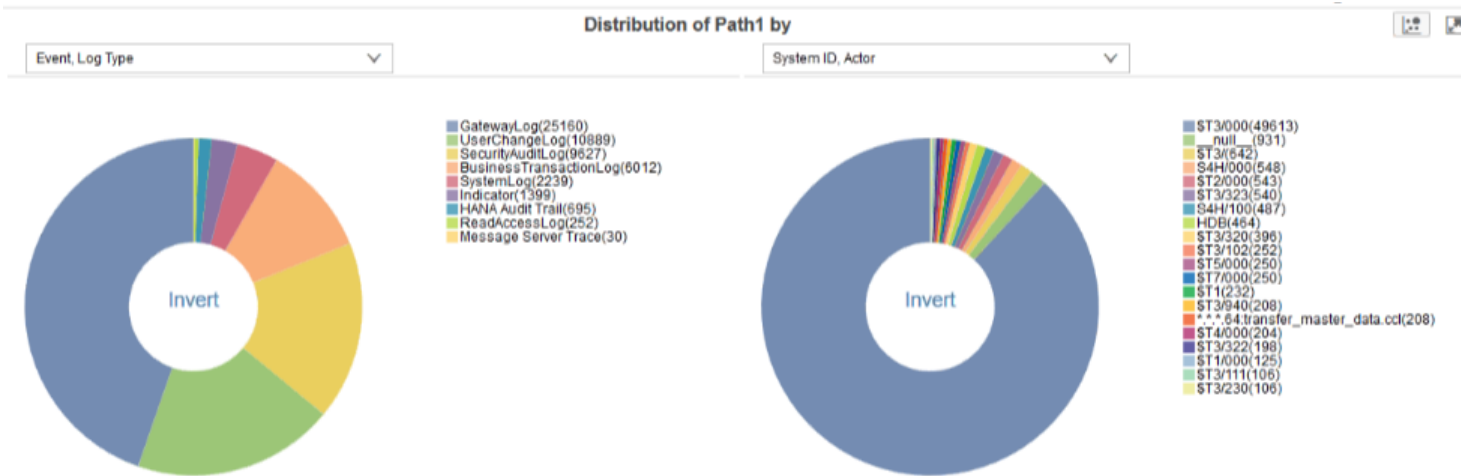 Distribution of Path1 by
Event, Log Type
System ID, Actor
Invert
GatewayLog(25160)
UserChangeLog(10889)
SecurityAuditLog(9627)
BusinessTransactionLog(6012)
SystemLog(2239)
Indicator(1399)
HANA Audit Trail(695)
ReadAccessLog(252)
Message Server Trace(30)
Invert
ST3/000(49613)
__null__(931)
ST3/(642)
S4H/000(548)
ST2/000(543)
ST3/323(540)
S4H/100(487)
HDB(464)
ST3/320(396)
ST3/102(252)
ST5/000(250)
ST7/000(250)
ST1(232)
ST3/940(208)
*.*.*.64:transfer_master_data.ccl(208)
ST4/000(204)
ST3/322(198)
ST1/000(125)
ST3/111(106)
ST3/230(106)